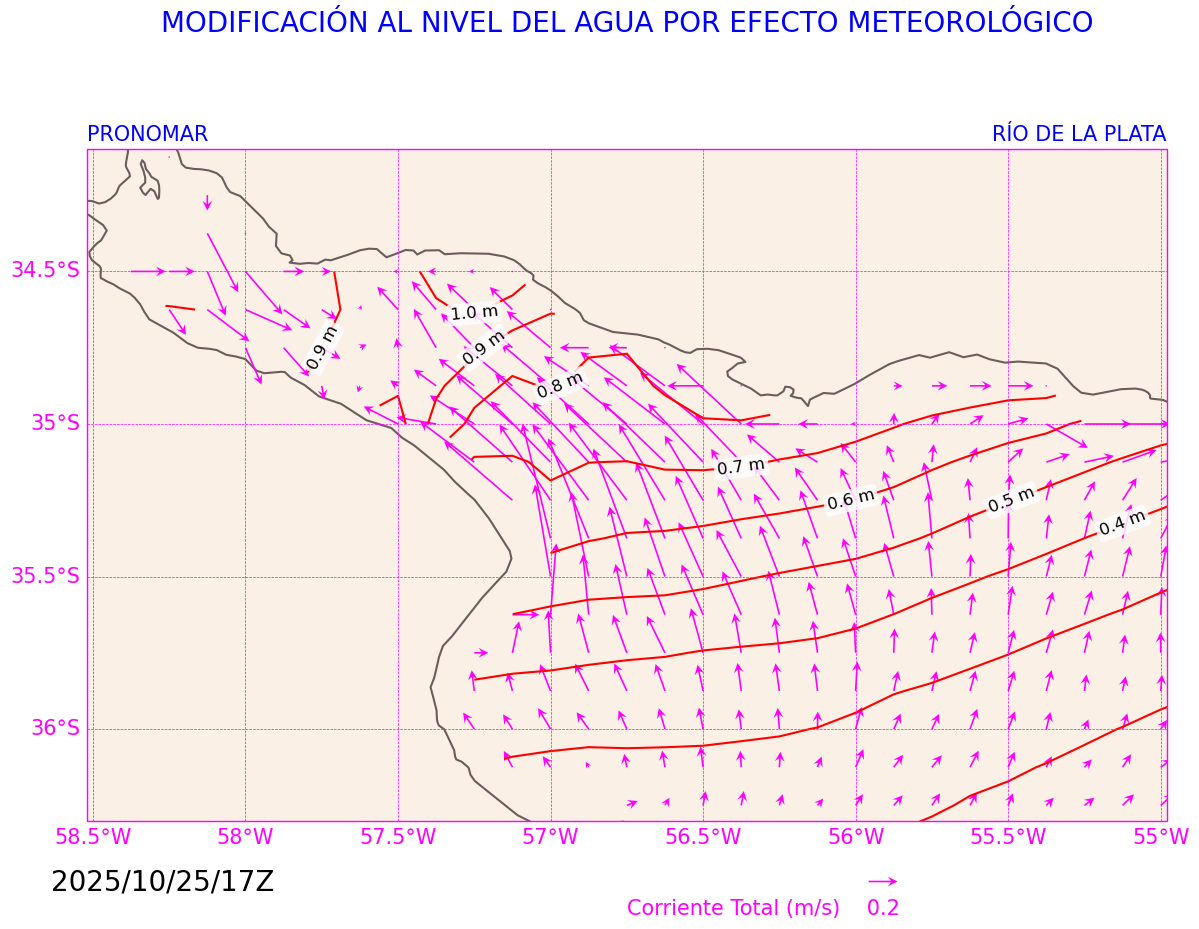 MODIFICACIÓN AL NIVEL DEL AGUA POR EFECTO METEOROLÓGICO
PRONOMAR RÍO DE LA PLATA
34.5°S
1.0 m
0.9 m
0.9 m
0.8 m
35°S
0.7 m
0.6 m
0.5 m
0.4 m
35.5°S
36°S
58.5°W 58°W 57.5°W 57°W 56.5°W 56°W 55.5°W 55°W
2025/10/25/17Z
Corriente Total (m/s) 0.2